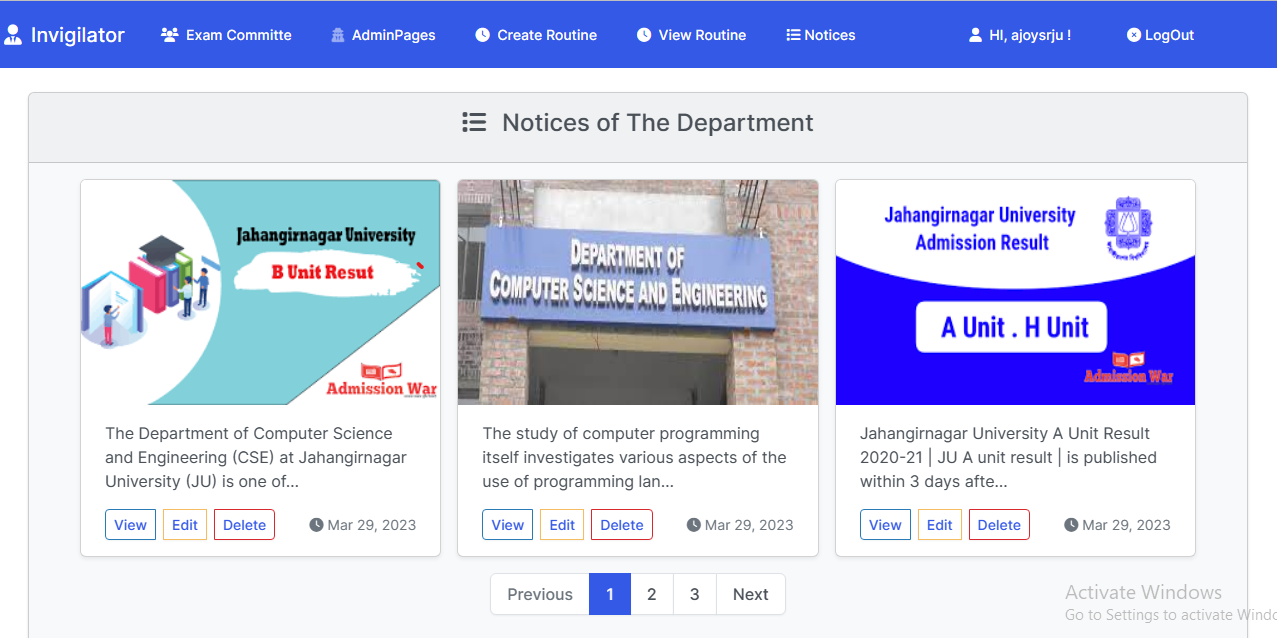 Invigilator
Exam Committe
AdminPages
Create Routine
View Routine
Notices
HI, ajoysrju !
LogOut
Notices of The Department
Jahangirnagar University
B Unit Resut
Admission War
DEPARTMENT OF
COMPUTER SCIENCE AND ENGINEERING
Jahangirnagar University
Admission Result
A Unit . H Unit
Admission War
The Department of Computer Science
and Engineering (CSE) at Jahangirnagar
University (JU) is one of...
View Edit Delete Mar 29, 2023
The study of computer programming
itself investigates various aspects of the
use of programming lan...
View Edit Delete Mar 29, 2023
Jahangirnagar University A Unit Result
2020-21 | JU A unit result | is published
within 3 days afte...
View Edit Delete Mar 29, 2023
Previous 1 2 3 Next
Activate Windows
Go to Settings to activate Windo